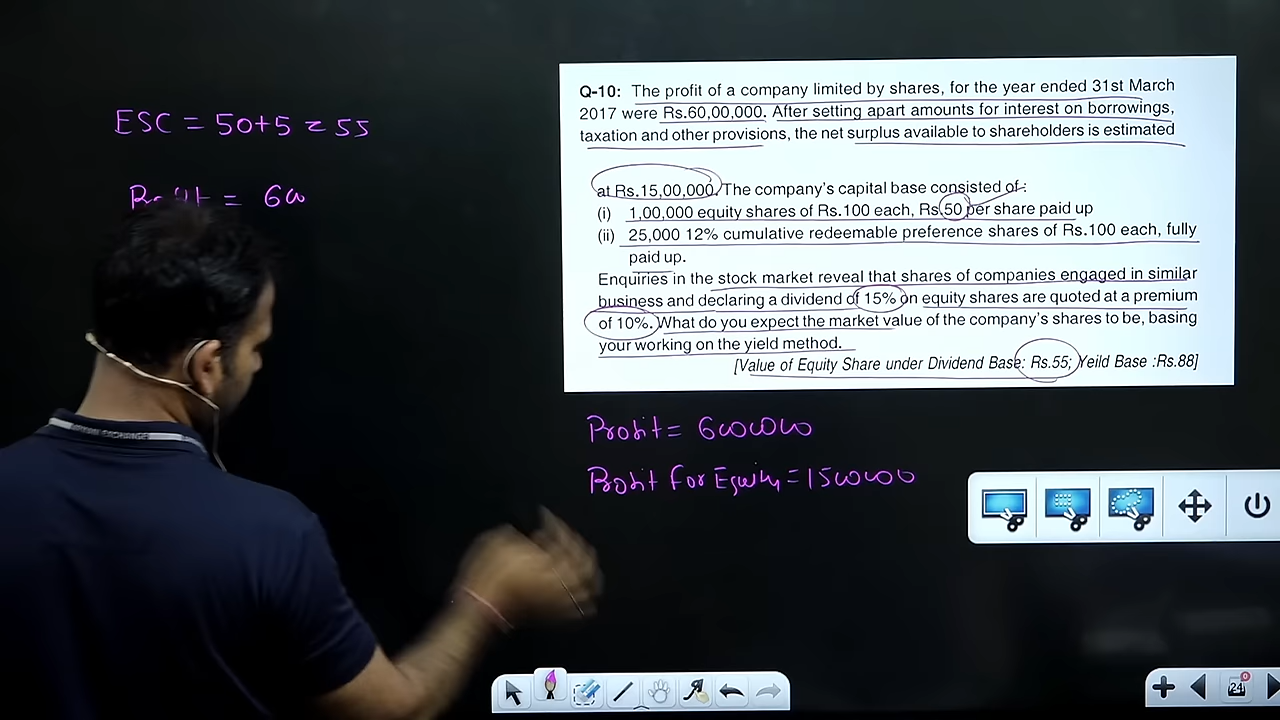 ESC = 50+5 = 55
= 600
Q-10: The profit of a company limited by shares, for the year ended 31st March
2017 were Rs.60,00,000. After setting apart amounts for interest on borrowings,
taxation and other provisions, the net surplus available to shareholders is estimated
at Rs.15,00,000. The company's capital base consisted of :
(i) 1,00,000 equity shares of Rs.100 each, Rs.50 per share paid up
(ii) 25,000 12% cumulative redeemable preference shares of Rs.100 each, fully
paid up.
Enquiries in the stock market reveal that shares of companies engaged in similar
business and declaring a dividend of 15% on equity shares are quoted at a premium
of 10%. What do you expect the market value of the company's shares to be, basing
your working on the yield method.
[Value of Equity Share under Dividend Base: Rs.55; Yeild Base :Rs.88]
Profit = 6000000
Profit For Equity = 1500000
24